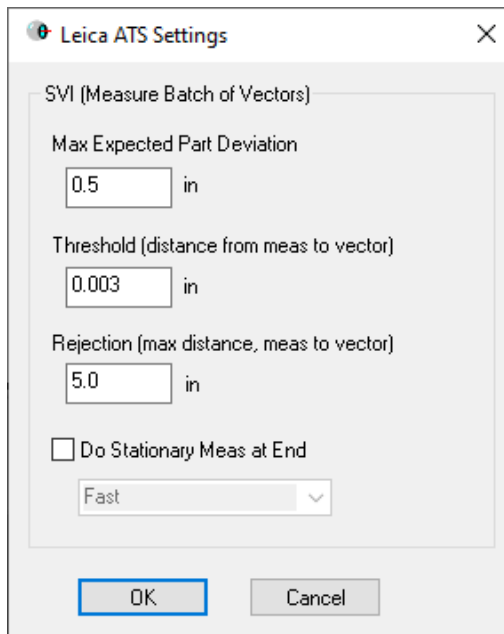 Leica ATS Settings
SVI (Measure Batch of Vectors)
Max Expected Part Deviation
0.5 in
Threshold (distance from meas to vector)
0.003 in
Rejection (max distance, meas to vector)
5.0 in
Do Stationary Meas at End
Fast
OK Cancel